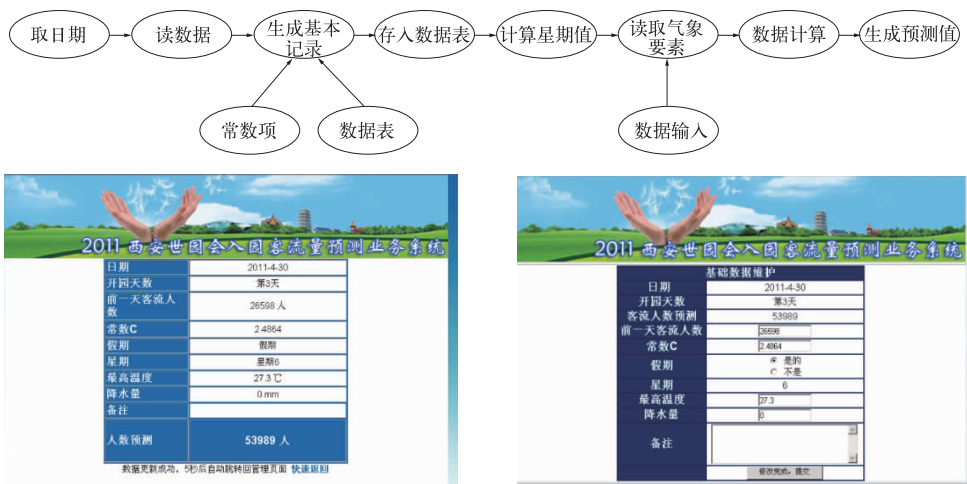 取日期
读数据
生成基本
记录
存入数据表
计算星期值
读取气象
要素
数据计算
生成预测值
常数项
数据表
数据输入
2011西安世园会入园客流量预测业务系统
日期 2011-4-30
开园天数 第3天
前一天客流人
数 26598 人
常数C 2.4864
假期 假期
星期 星期6
最高温度 27.3℃
降水量 0 mm
备注
人数预测 53989 人
数据更新成功，5秒后自动跳转回管理页面 快速返回
2011西安世园会入园客流量预测业务系统
基础数据维护
日期 2011-4-30
开园天数 第3天
客流人数预测 53989
前一天客流人数 26598
常数C 2.4864
假期 是的
不是
星期 6
最高温度 27.3
降水量 0
备注
修改完成，提交